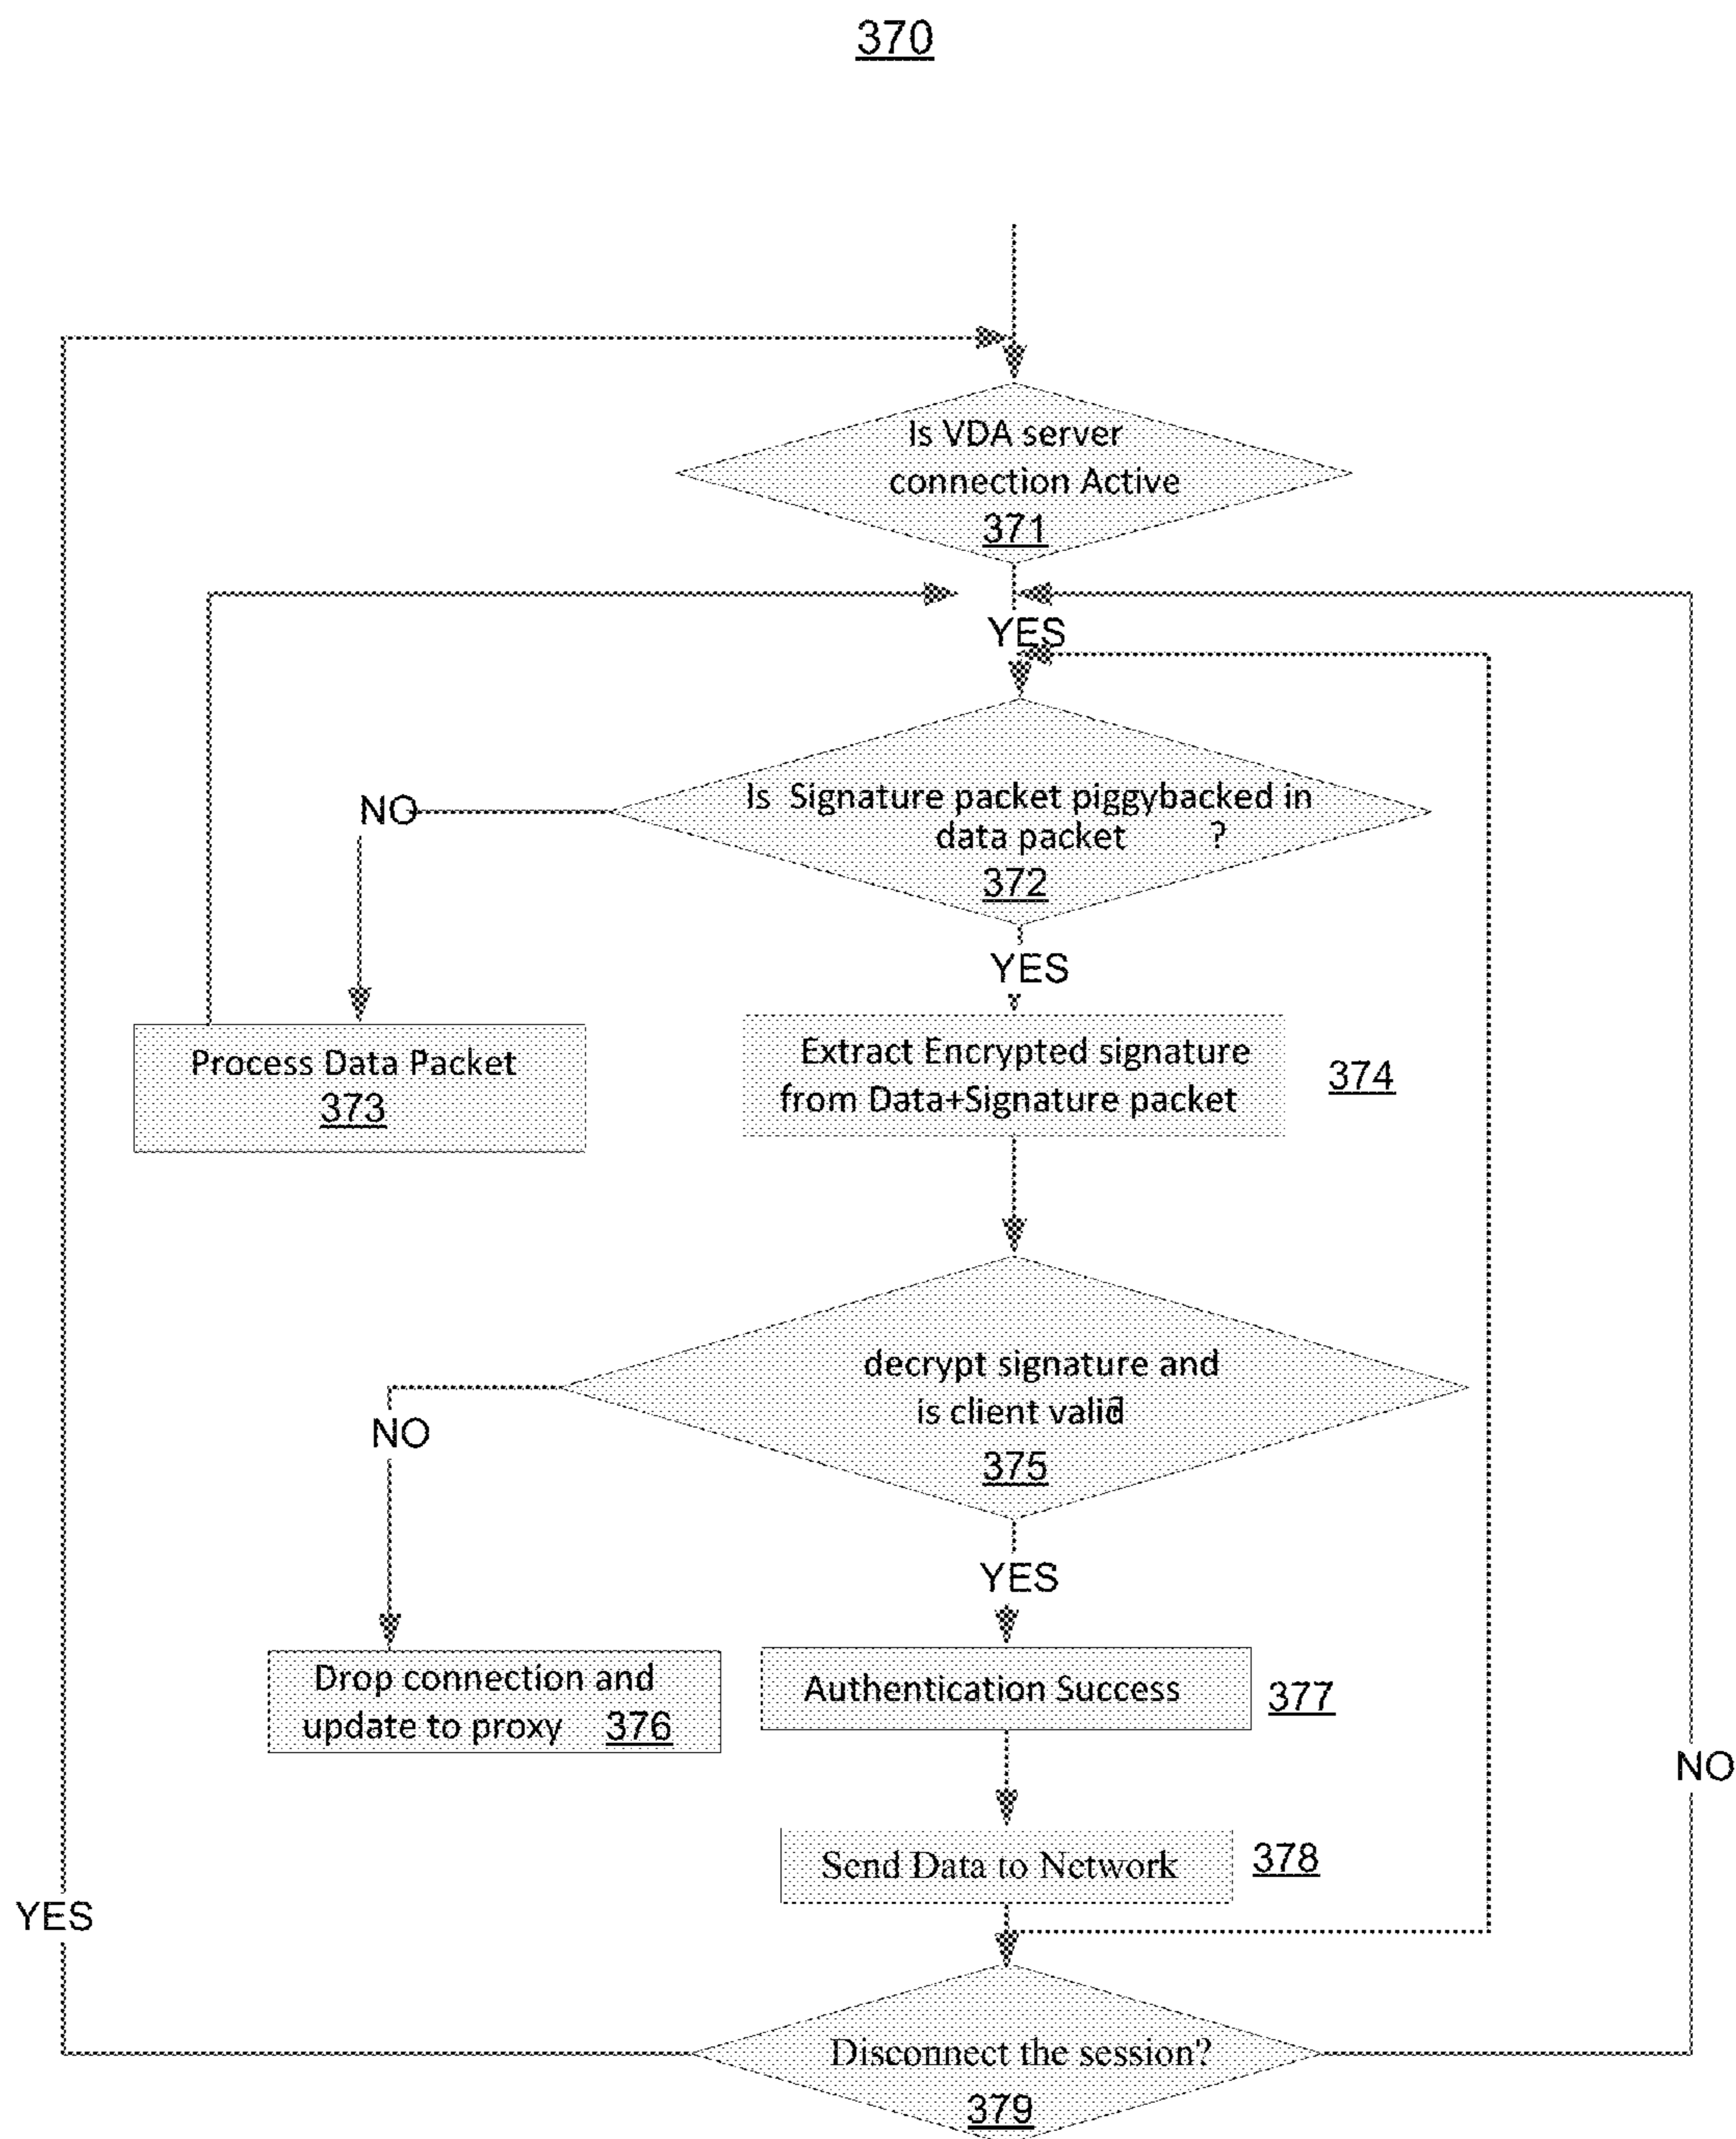 370
Is VDA server
connection Active
371
YES
Is Signature packet piggybacked in
data packet ?
372
NO
YES
Process Data Packet
373
Extract Encrypted signature
from Data+Signature packet
374
decrypt signature and
is client valid?
375
NO
YES
Drop connection and
update to proxy 376
Authentication Success
377
NO
Send Data to Network
378
YES
Disconnect the session?
379